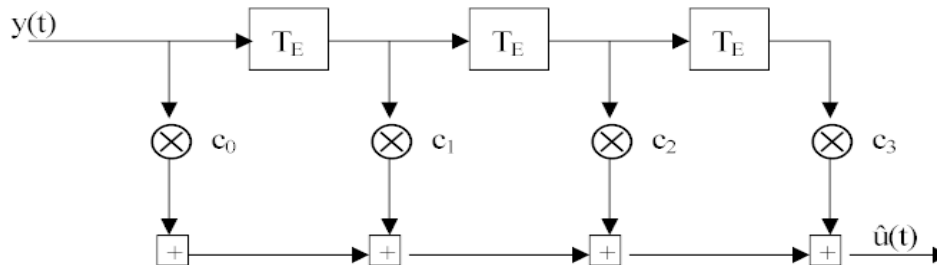 y(t)
T_E T_E T_E
c_0 c_1 c_2 c_3
+ + + +
û(t)